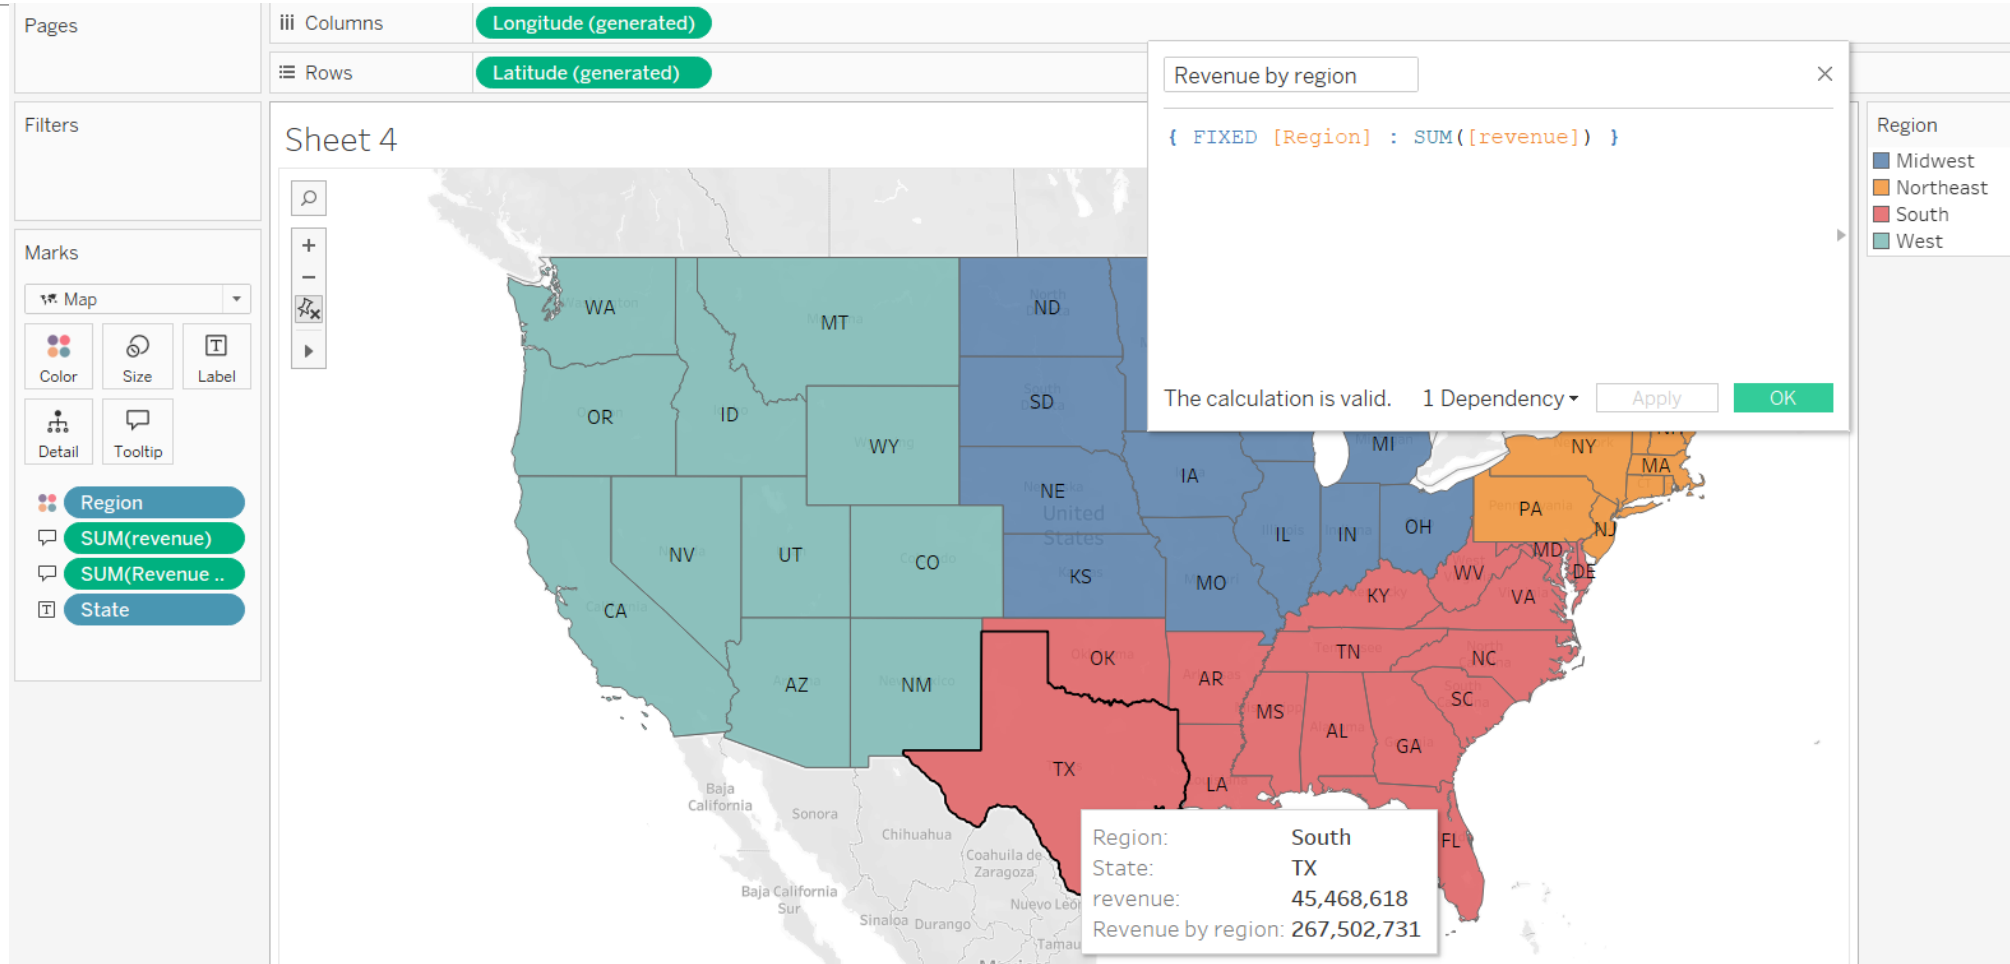 Pages
Columns
Longitude (generated)
Rows
Latitude (generated)
Filters
Marks
Map
Color
Size
Label
Detail
Tooltip
Region
SUM(revenue)
SUM(Revenue ..
State
Sheet 4
Revenue by region
{ FIXED [Region] : SUM([revenue]) }
The calculation is valid.
1 Dependency
Apply
OK
Region
Midwest
Northeast
South
West
WA
MT
ND
OR
ID
SD
WY
MI
NY
MA
IA
NE
PA
United
States
NV
UT
CO
KS
MO
IL
IN
OH
NJ
MD
DE
WV
VA
KY
CA
AZ
NM
OK
AR
TN
NC
SC
MS
AL
GA
TX
LA
FL
Baja
California
Sonora
Chihuahua
Coahuila de
Zaragoza
Baja California
Sur
Sinaloa
Durango
Nuevo León
Tamau
Region: South
State: TX
revenue: 45,468,618
Revenue by region: 267,502,731